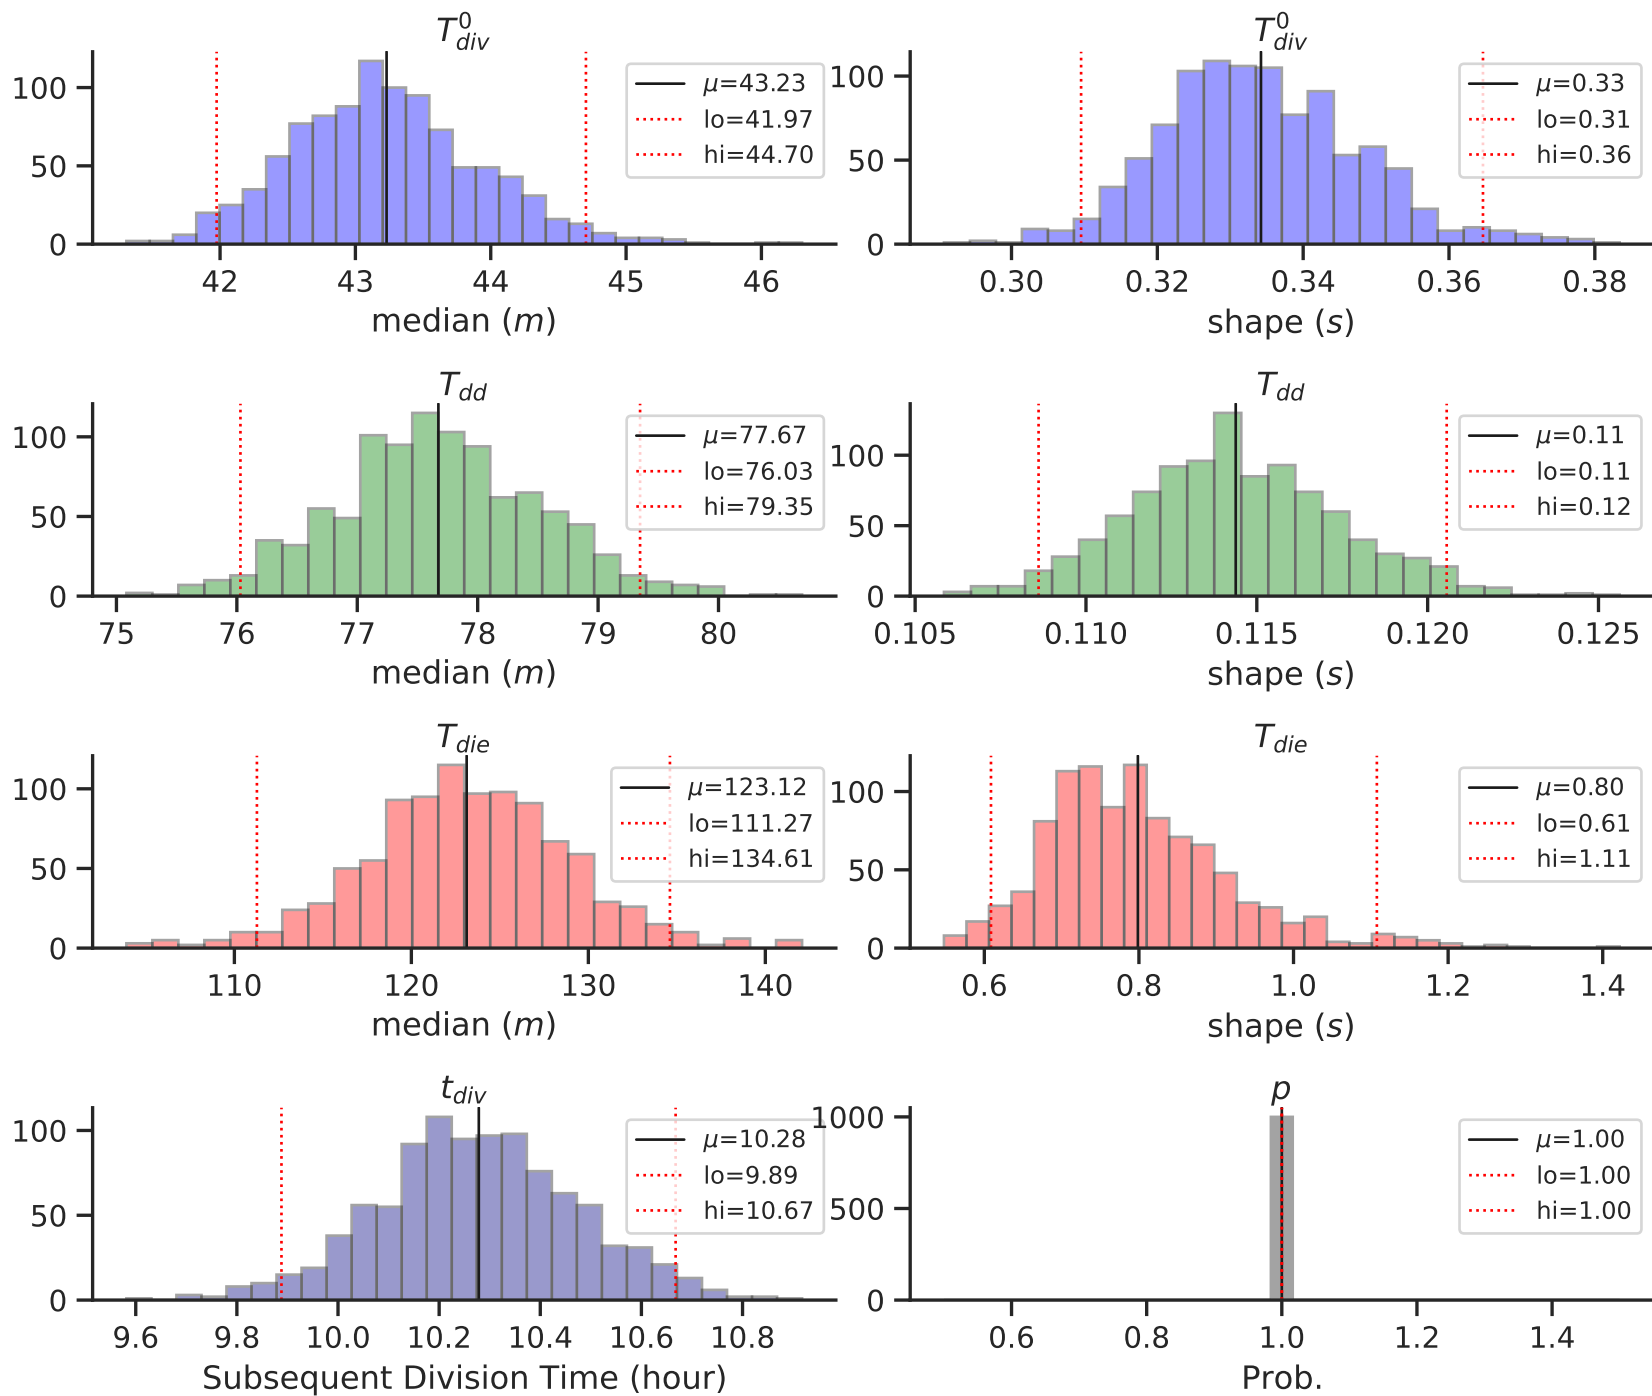 T⁰div
100
50
0
μ=43.23
lo=41.97
hi=44.70
42 43 44 45 46
median (m)
T⁰div
100
50
0
μ=0.33
lo=0.31
hi=0.36
0.30 0.32 0.34 0.36 0.38
shape (s)
Tdd
100
50
0
μ=77.67
lo=76.03
hi=79.35
75 76 77 78 79 80
median (m)
Tdd
100
50
0
μ=0.11
lo=0.11
hi=0.12
0.105 0.110 0.115 0.120 0.125
shape (s)
Tdie
100
50
0
μ=123.12
lo=111.27
hi=134.61
110 120 130 140
median (m)
Tdie
100
50
0
μ=0.80
lo=0.61
hi=1.11
0.6 0.8 1.0 1.2 1.4
shape (s)
tdiv
100
50
0
μ=10.28
lo=9.89
hi=10.67
9.6 9.8 10.0 10.2 10.4 10.6 10.8
Subsequent Division Time (hour)
p
1000
500
0
μ=1.00
lo=1.00
hi=1.00
0.6 0.8 1.0 1.2 1.4
Prob.